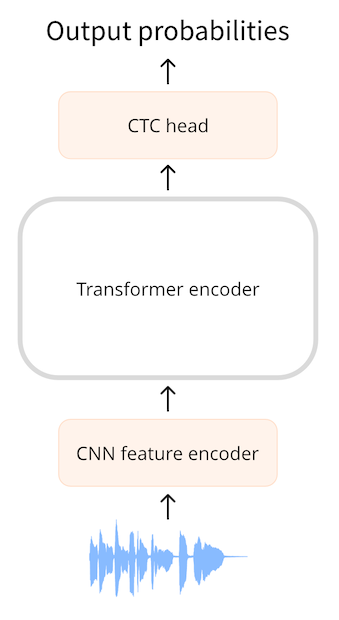 Output probabilities
CTC head
Transformer encoder
CNN feature encoder